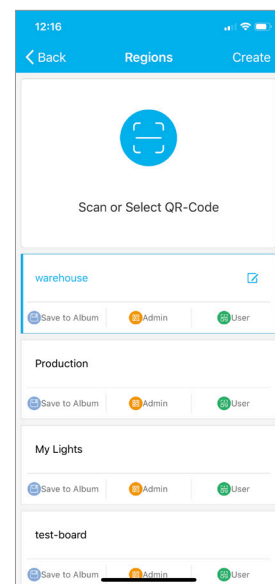 12:16
Back Regions Create
Scan or Select QR-Code
warehouse
Save to Album Admin User
Production
Save to Album Admin User
My Lights
Save to Album Admin User
test-board
Save to Album Admin User